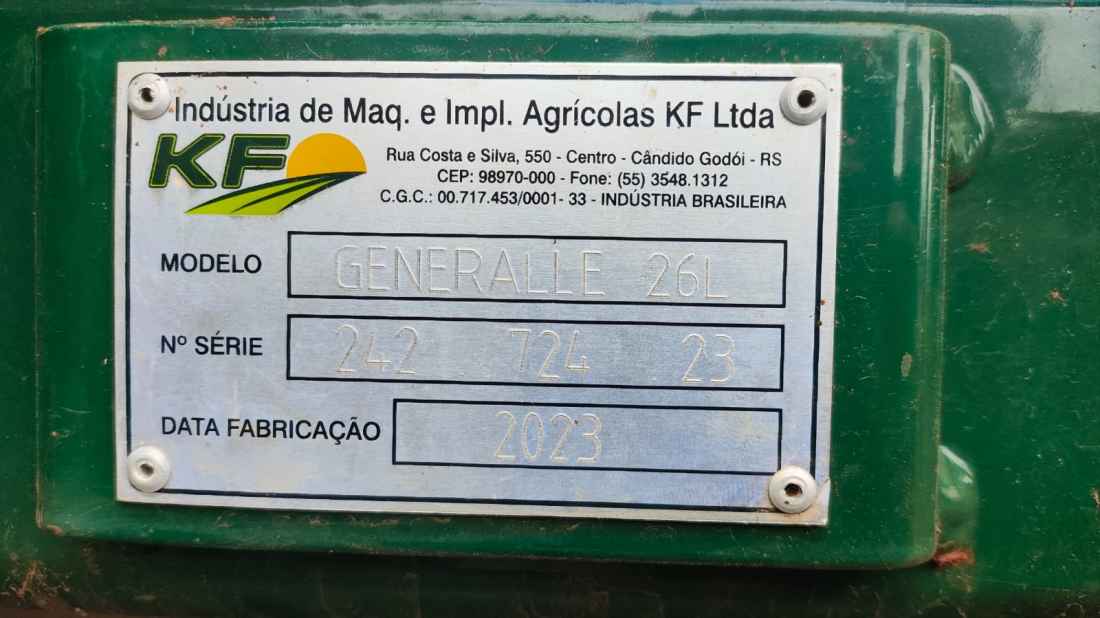 Indústria de Maq. e Impl. Agrícolas KF Ltda
KF
Rua Costa e Silva, 550 - Centro - Cândido Godói - RS
CEP: 98970-000 - Fone: (55) 3548.1312
C.G.C.: 00.717.453/0001- 33 - INDÚSTRIA BRASILEIRA
MODELO GENERALLE 26L
Nº SÉRIE 242 724 23
DATA FABRICAÇÃO 2023